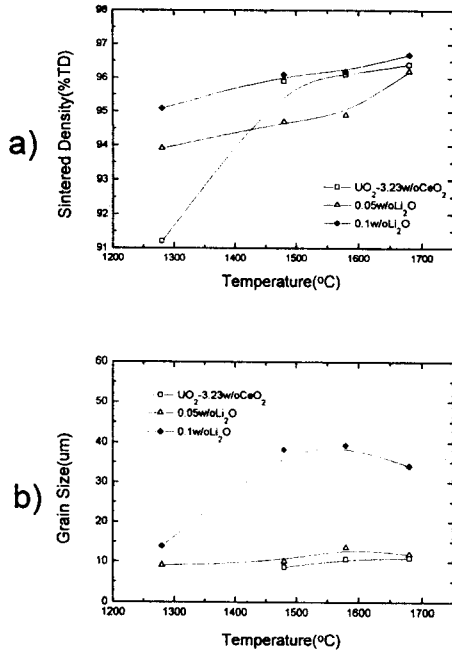 a)
Sintered Density(%TD)
98
97
96
95
94
93
92
91
UO₂-3.23w/oCeO₂
0.05w/oLi₂O
0.1w/oLi₂O
1200 1300 1400 1500 1600 1700
Temperature(°C)
b)
Grain Size(um)
60
50
40
30
20
10
0
UO₂-3.23w/oCeO₂
0.05w/oLi₂O
0.1w/oLi₂O
1200 1300 1400 1500 1600 1700
Temperature(°C)